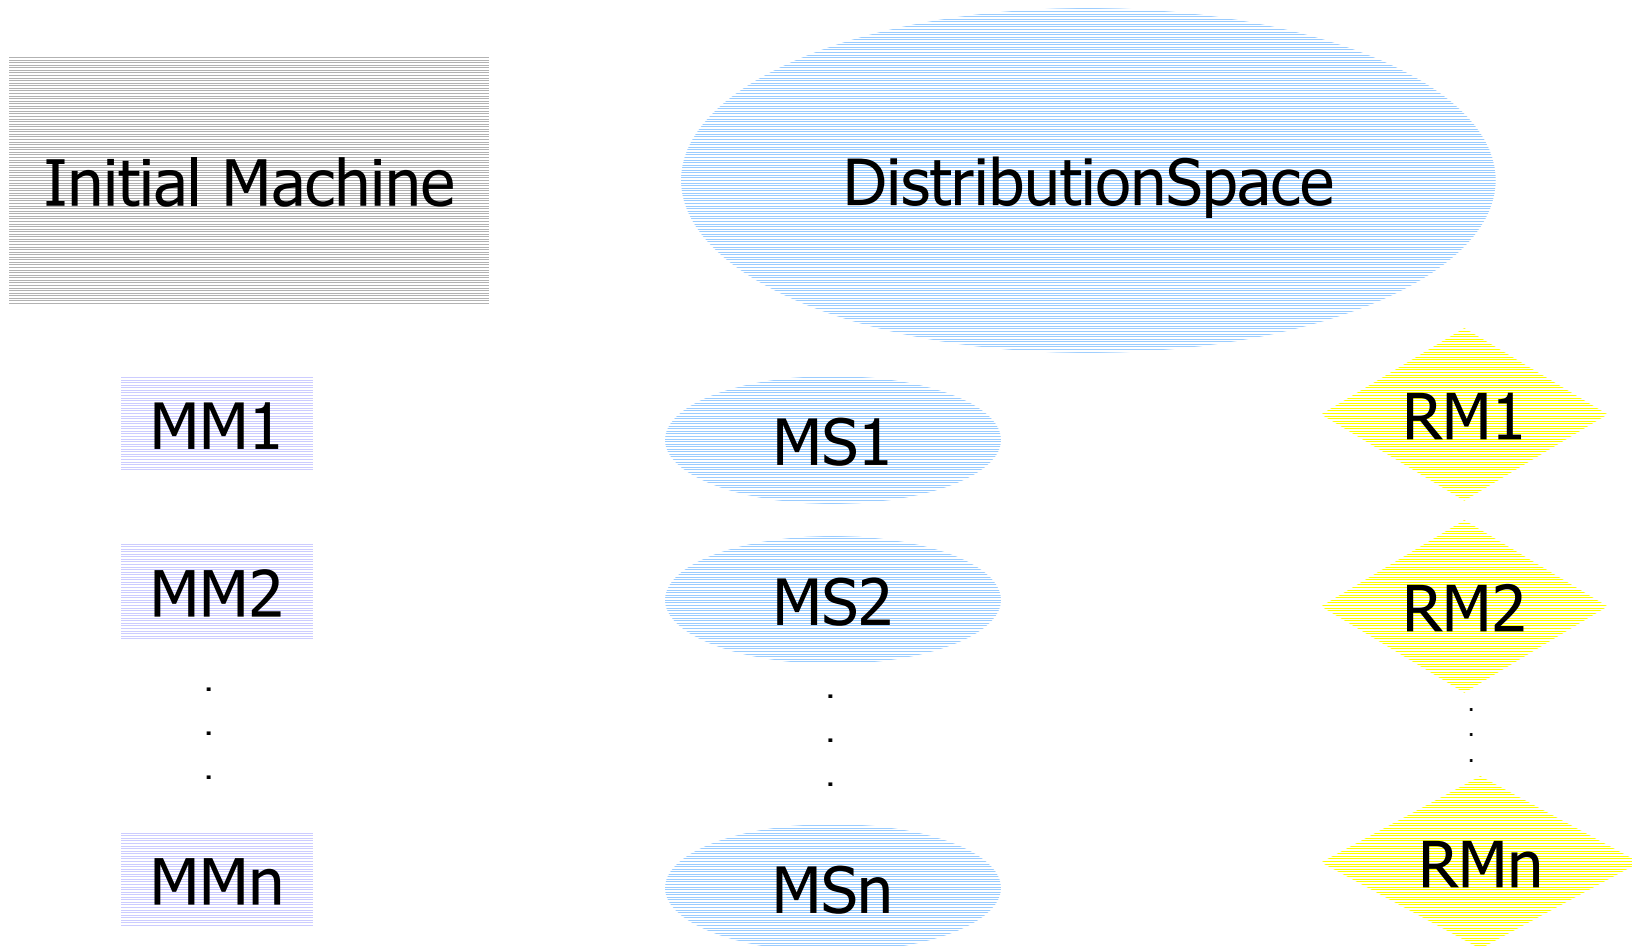 Initial Machine
DistributionSpace
MM1
MS1
RM1
MM2
MS2
RM2
.
.
.
.
.
.
.
.
.
MMn
MSn
RMn